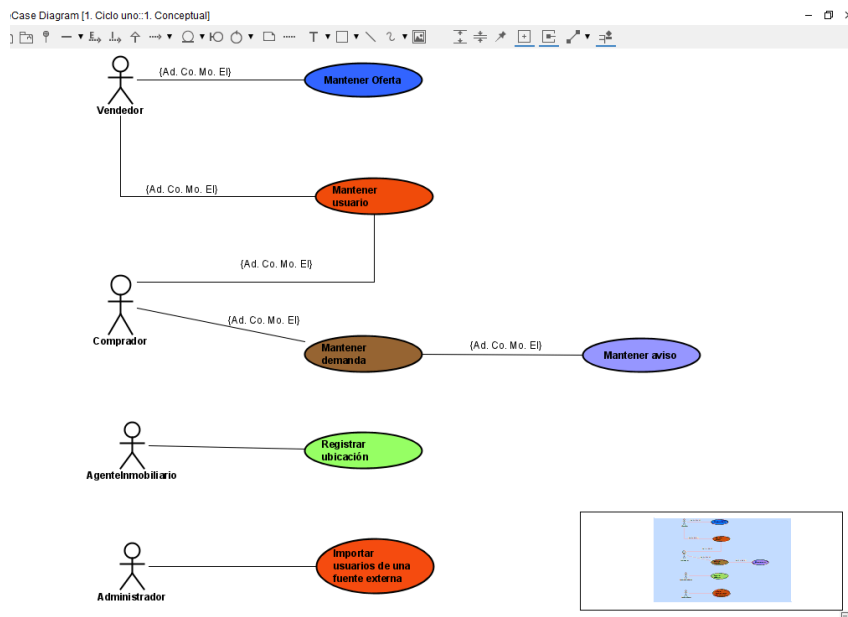 Case Diagram [1. Ciclo uno::1. Conceptual]
{Ad. Co. Mo. El}
Mantener Oferta
Vendedor
{Ad. Co. Mo. El}
Mantener
usuario
{Ad. Co. Mo. El}
{Ad. Co. Mo. El}
Comprador
Mantener
demanda
{Ad. Co. Mo. El}
Mantener aviso
Registrar
ubicación
AgenteInmobiliario
Importar
usuarios de una
fuente externa
Administrador